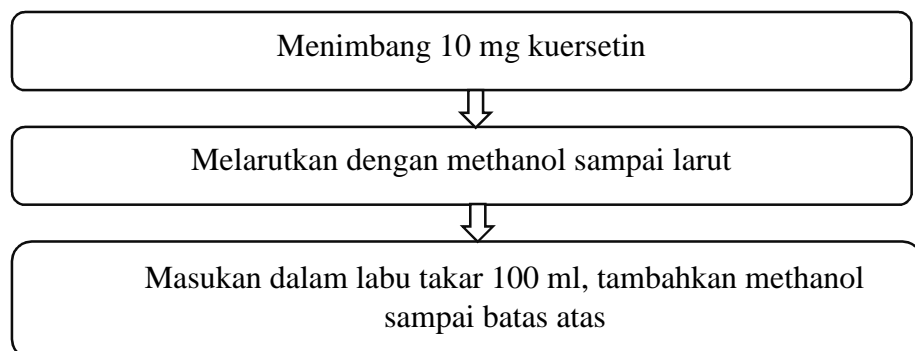 Menimbang 10 mg kuersetin
Melarutkan dengan methanol sampai larut
Masukan dalam labu takar 100 ml, tambahkan methanol
sampai batas atas